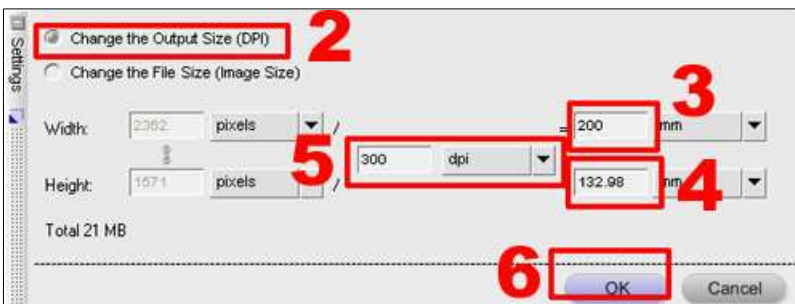 Settings
Change the Output Size (DPI)
2
Change the File Size (Image Size)
Width: 2362 pixels / = 200 mm
3
5 300 dpi
Height: 1571 pixels / 132.98 mm
4
Total 21 MB
6 OK Cancel